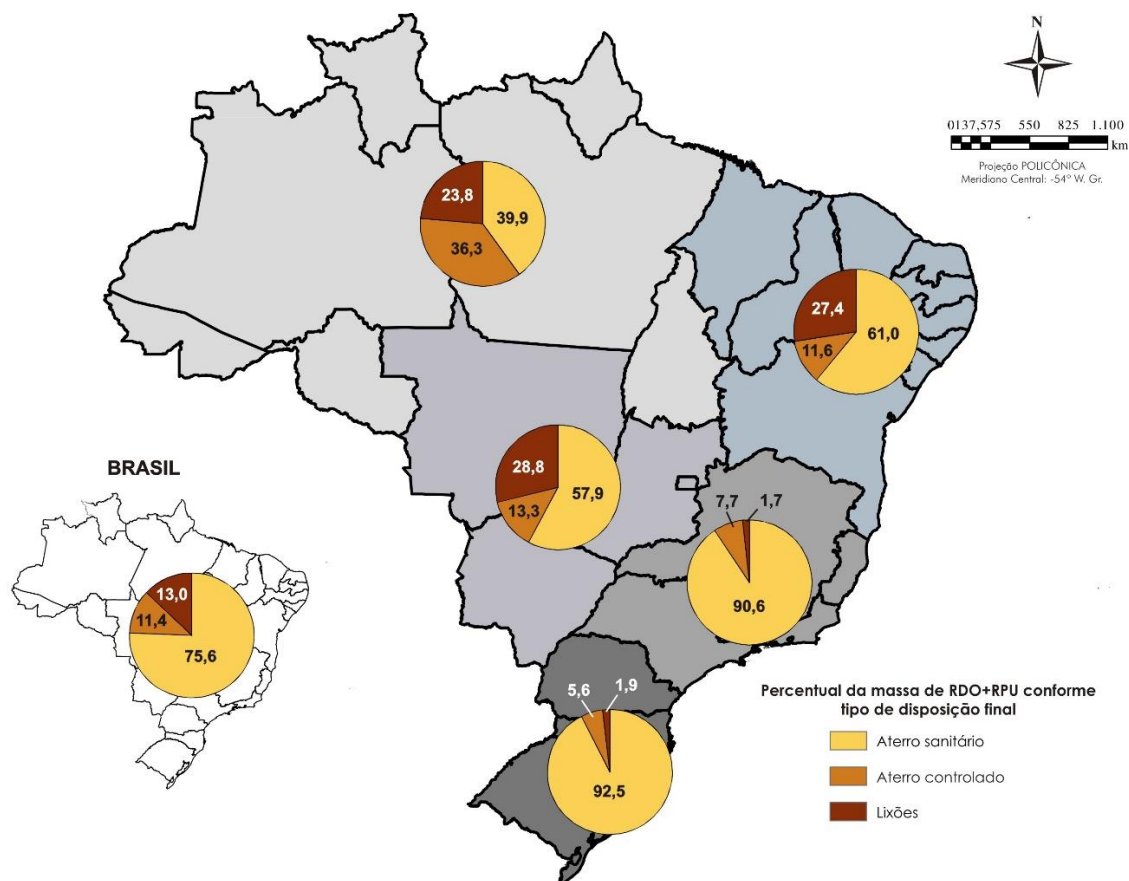 N
0137,575 550 825 1.100
km
Projeção POLICÔNICA
Meridiano Central: -54º W. Gr.
23,8
39,9
36,3
27,4
61,0
11,6
28,8
57,9
13,3
BRASIL
7,7
1,7
90,6
13,0
11,4
75,6
5,6
1,9
92,5
Percentual da massa de RDO+RPU conforme
tipo de disposição final
Aterro sanitário
Aterro controlado
Lixões